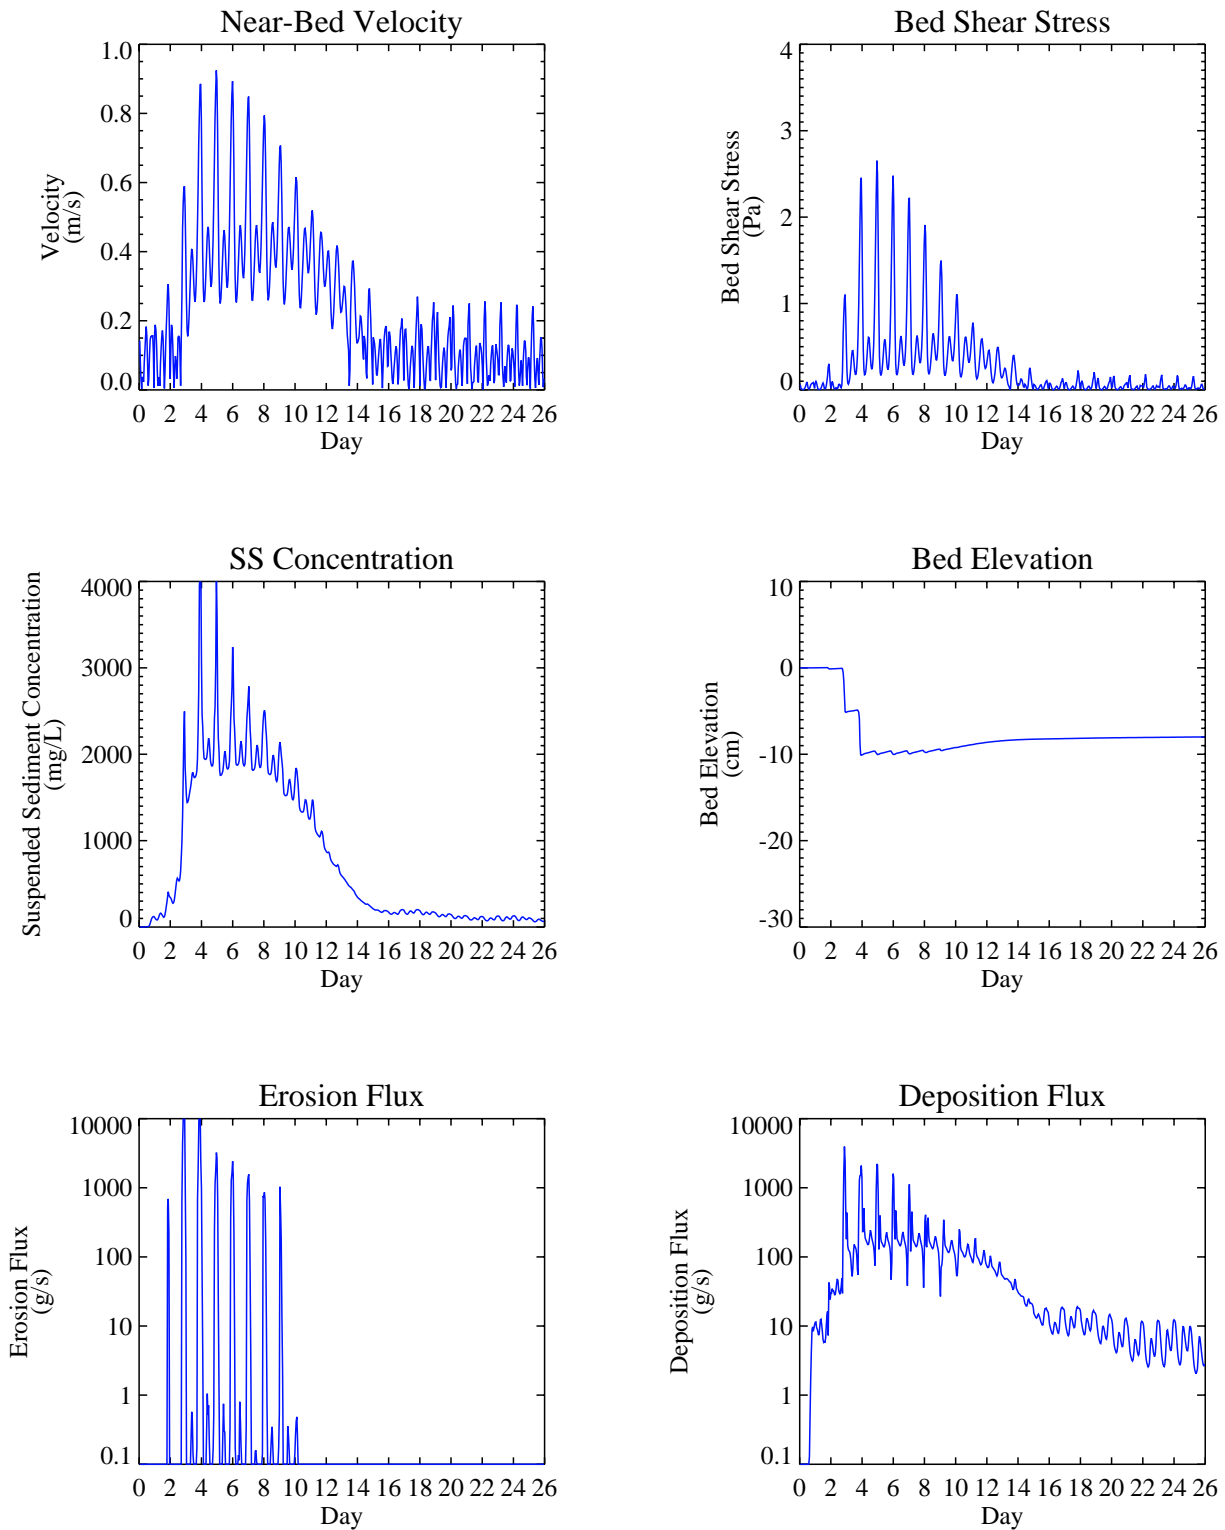 Near-Bed Velocity
Velocity
(m/s)
1.0
0.8
0.6
0.4
0.2
0.0
0 2 4 6 8 10 12 14 16 18 20 22 24 26
Day
Bed Shear Stress
Bed Shear Stress
(Pa)
4
3
2
1
0
0 2 4 6 8 10 12 14 16 18 20 22 24 26
Day
SS Concentration
Suspended Sediment Concentration
(mg/L)
4000
3000
2000
1000
0
0 2 4 6 8 10 12 14 16 18 20 22 24 26
Day
Bed Elevation
Bed Elevation
(cm)
10
0
-10
-20
-30
0 2 4 6 8 10 12 14 16 18 20 22 24 26
Day
Erosion Flux
Erosion Flux
(g/s)
10000
1000
100
10
1
0.1
0 2 4 6 8 10 12 14 16 18 20 22 24 26
Day
Deposition Flux
Deposition Flux
(g/s)
10000
1000
100
10
1
0.1
0 2 4 6 8 10 12 14 16 18 20 22 24 26
Day